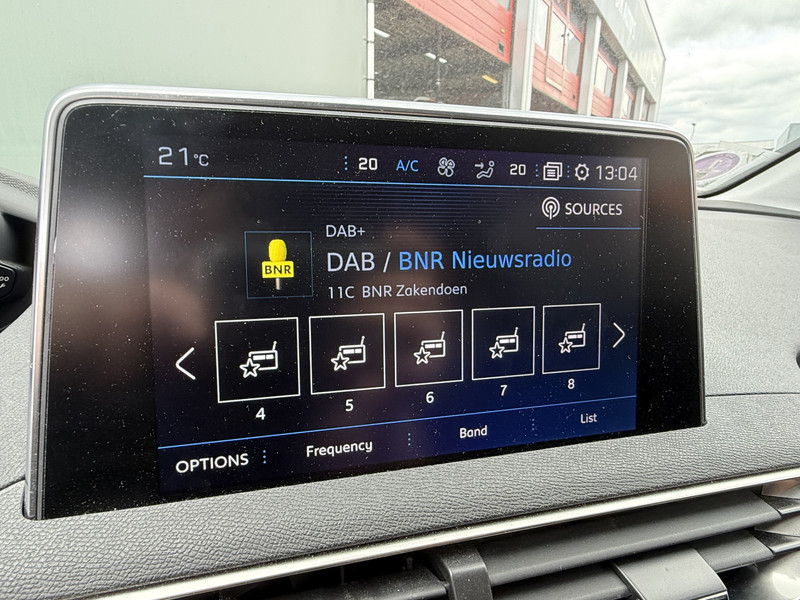 21°C 20 A/C 20 13:04
SOURCES
DAB+
BNR
DAB / BNR Nieuwsradio
11C BNR Zakendoen
4 5 6 7 8
OPTIONS Frequency Band List